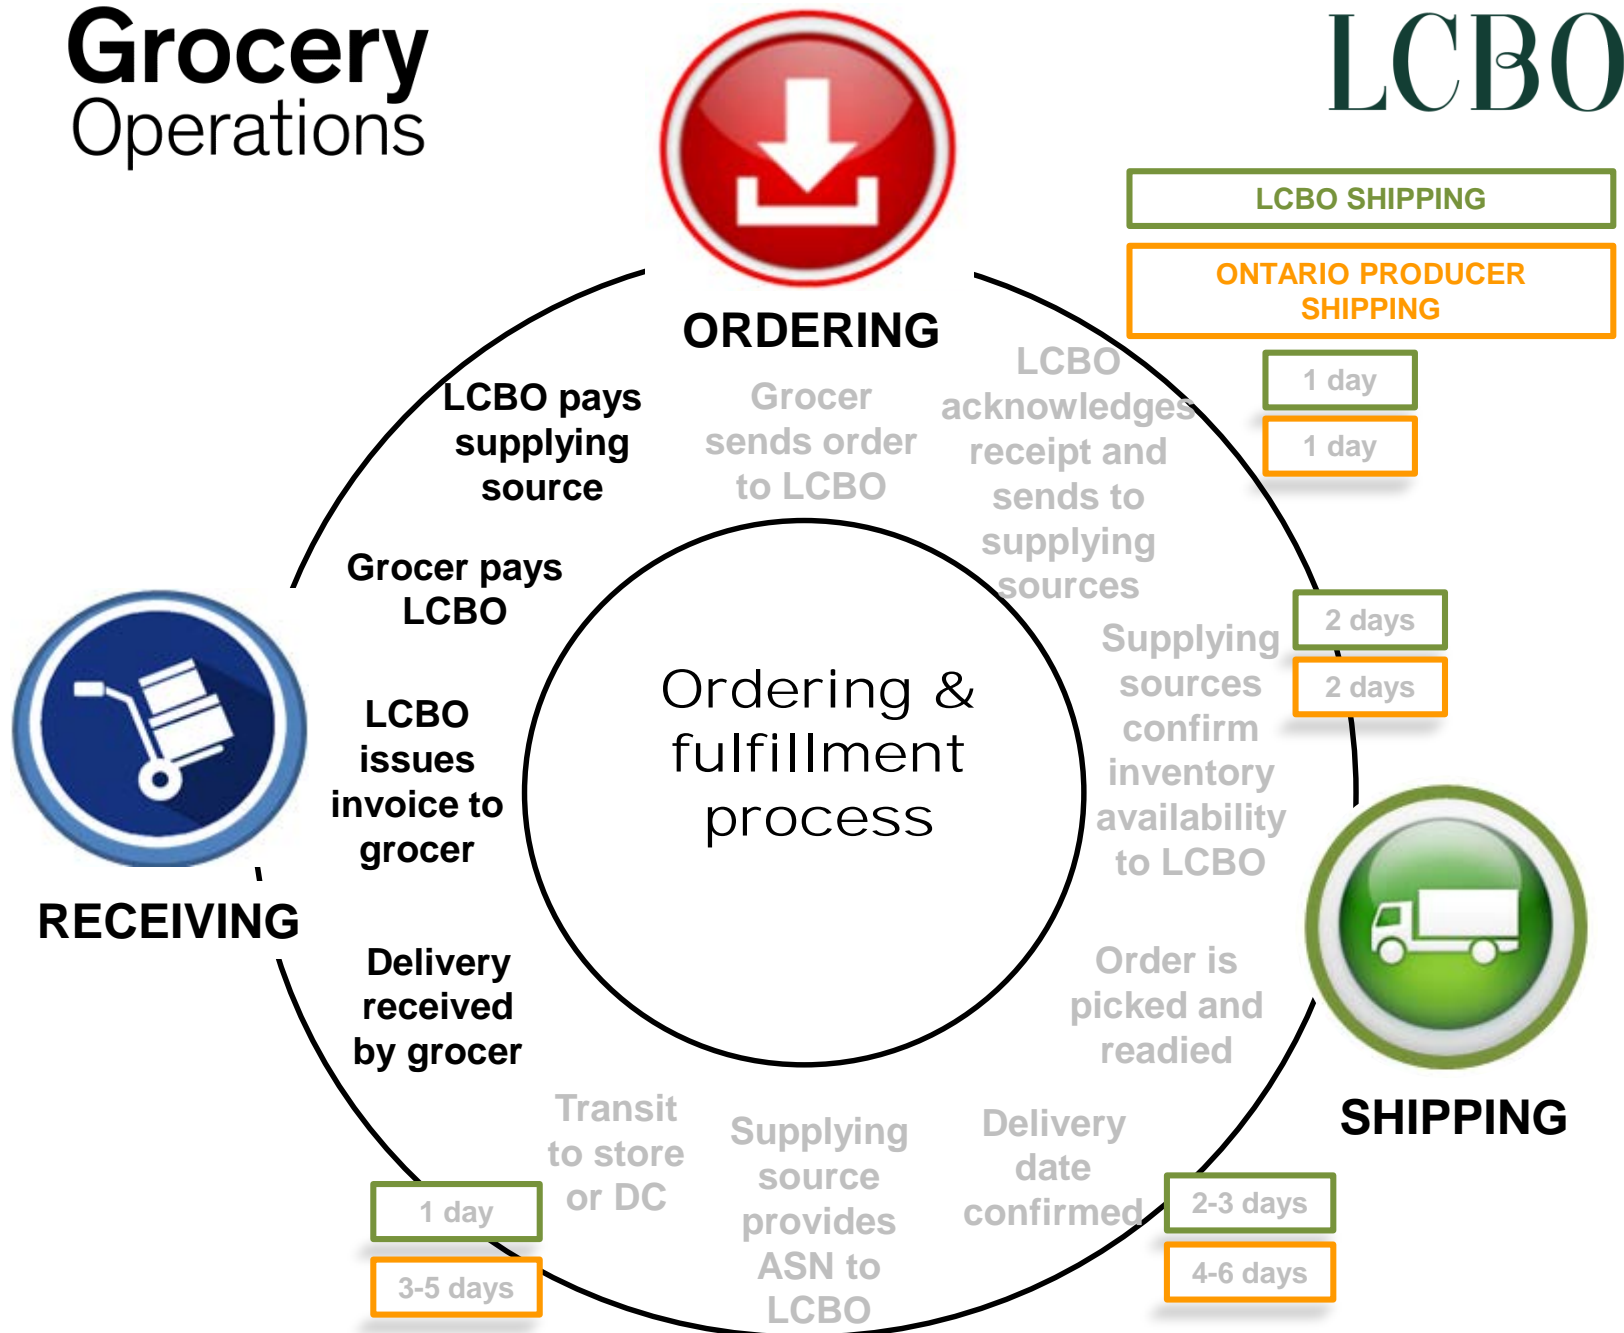 Grocery
Operations
LCBO
LCBO SHIPPING
ONTARIO PRODUCER
SHIPPING
ORDERING
Grocer
sends order
to LCBO
LCBO
acknowledges
receipt and
sends to
supplying
sources
1 day
1 day
Supplying
sources
confirm
inventory
availability
to LCBO
2 days
2 days
SHIPPING
Order is
picked and
readied
Delivery
date
confirmed
2-3 days
4-6 days
Supplying
source
provides
ASN to
LCBO
Transit
to store
or DC
1 day
3-5 days
RECEIVING
Delivery
received
by grocer
LCBO
issues
invoice to
grocer
Grocer pays
LCBO
LCBO pays
supplying
source
Ordering &
fulfillment
process